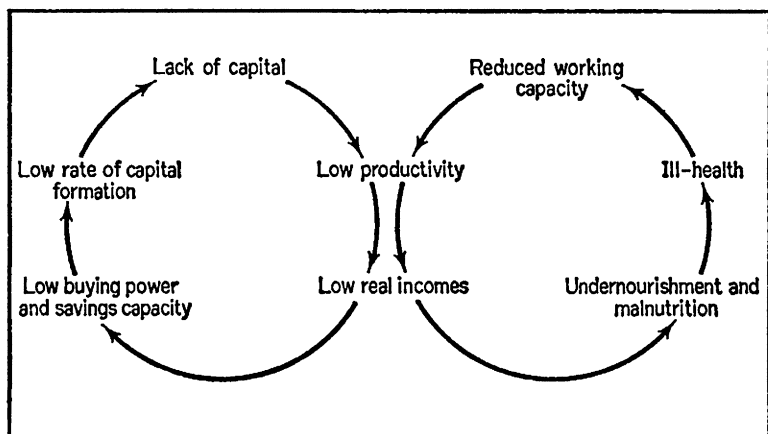 Lack of capital
Reduced working
capacity
Low rate of capital
formation
Low productivity
Ill-health
Low buying power
and savings capacity
Low real incomes
Undernourishment and
malnutrition